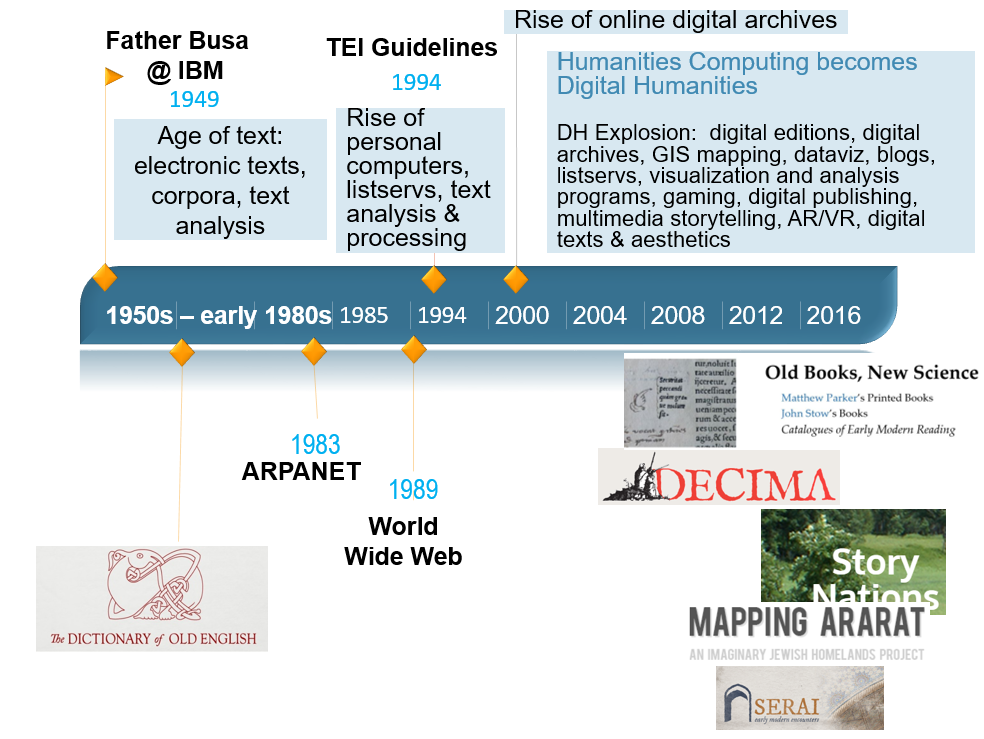 Father Busa
@ IBM
1949
Age of text:
electronic texts,
corpora, text
analysis
TEI Guidelines
1994
Rise of
personal
computers,
listservs, text
analysis &
processing
Rise of online digital archives
Humanities Computing becomes
Digital Humanities
DH Explosion: digital editions, digital
archives, GIS mapping, dataviz, blogs,
listservs, visualization and analysis
programs, gaming, digital publishing,
multimedia storytelling, AR/VR, digital
texts & aesthetics
1950s – early 1980s 1985 1994 2000 2004 2008 2012 2016
1983
ARPANET
1989
World
Wide Web
The DICTIONARY of OLD ENGLISH
Old Books, New Science
Matthew Parker's Printed Books
John Stow's Books
Catalogues of Early Modern Reading
DECIMA
Story
Nations
MAPPING ARARAT
AN IMAGINARY JEWISH HOMELANDS PROJECT
SERAI
early modern encounters